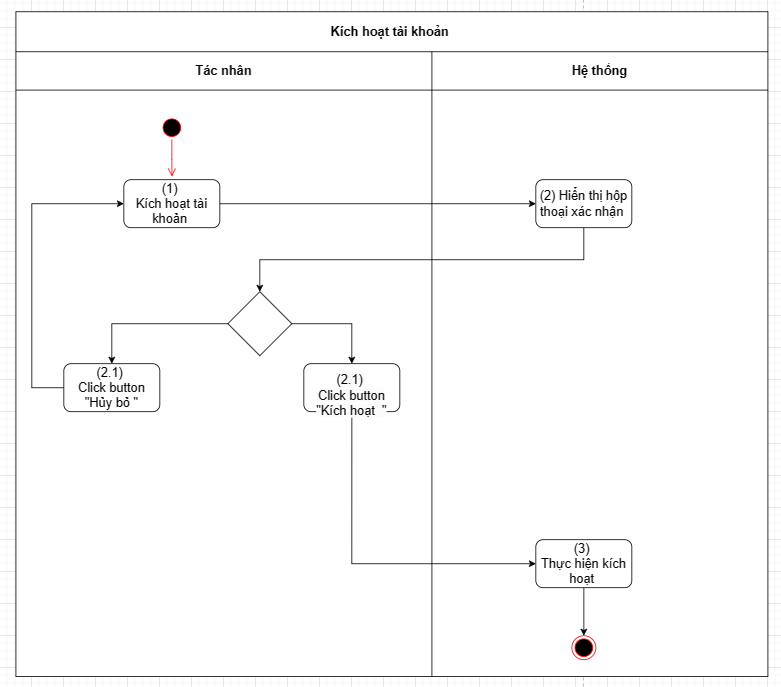 Kích hoạt tài khoản
Tác nhân
Hệ thống
(1)
Kích hoạt tài
khoản
(2) Hiển thị hộp
thoại xác nhận
(2.1)
Click button
"Hủy bỏ "
(2.1)
Click button
"Kích hoạt "
(3)
Thực hiện kích
hoạt